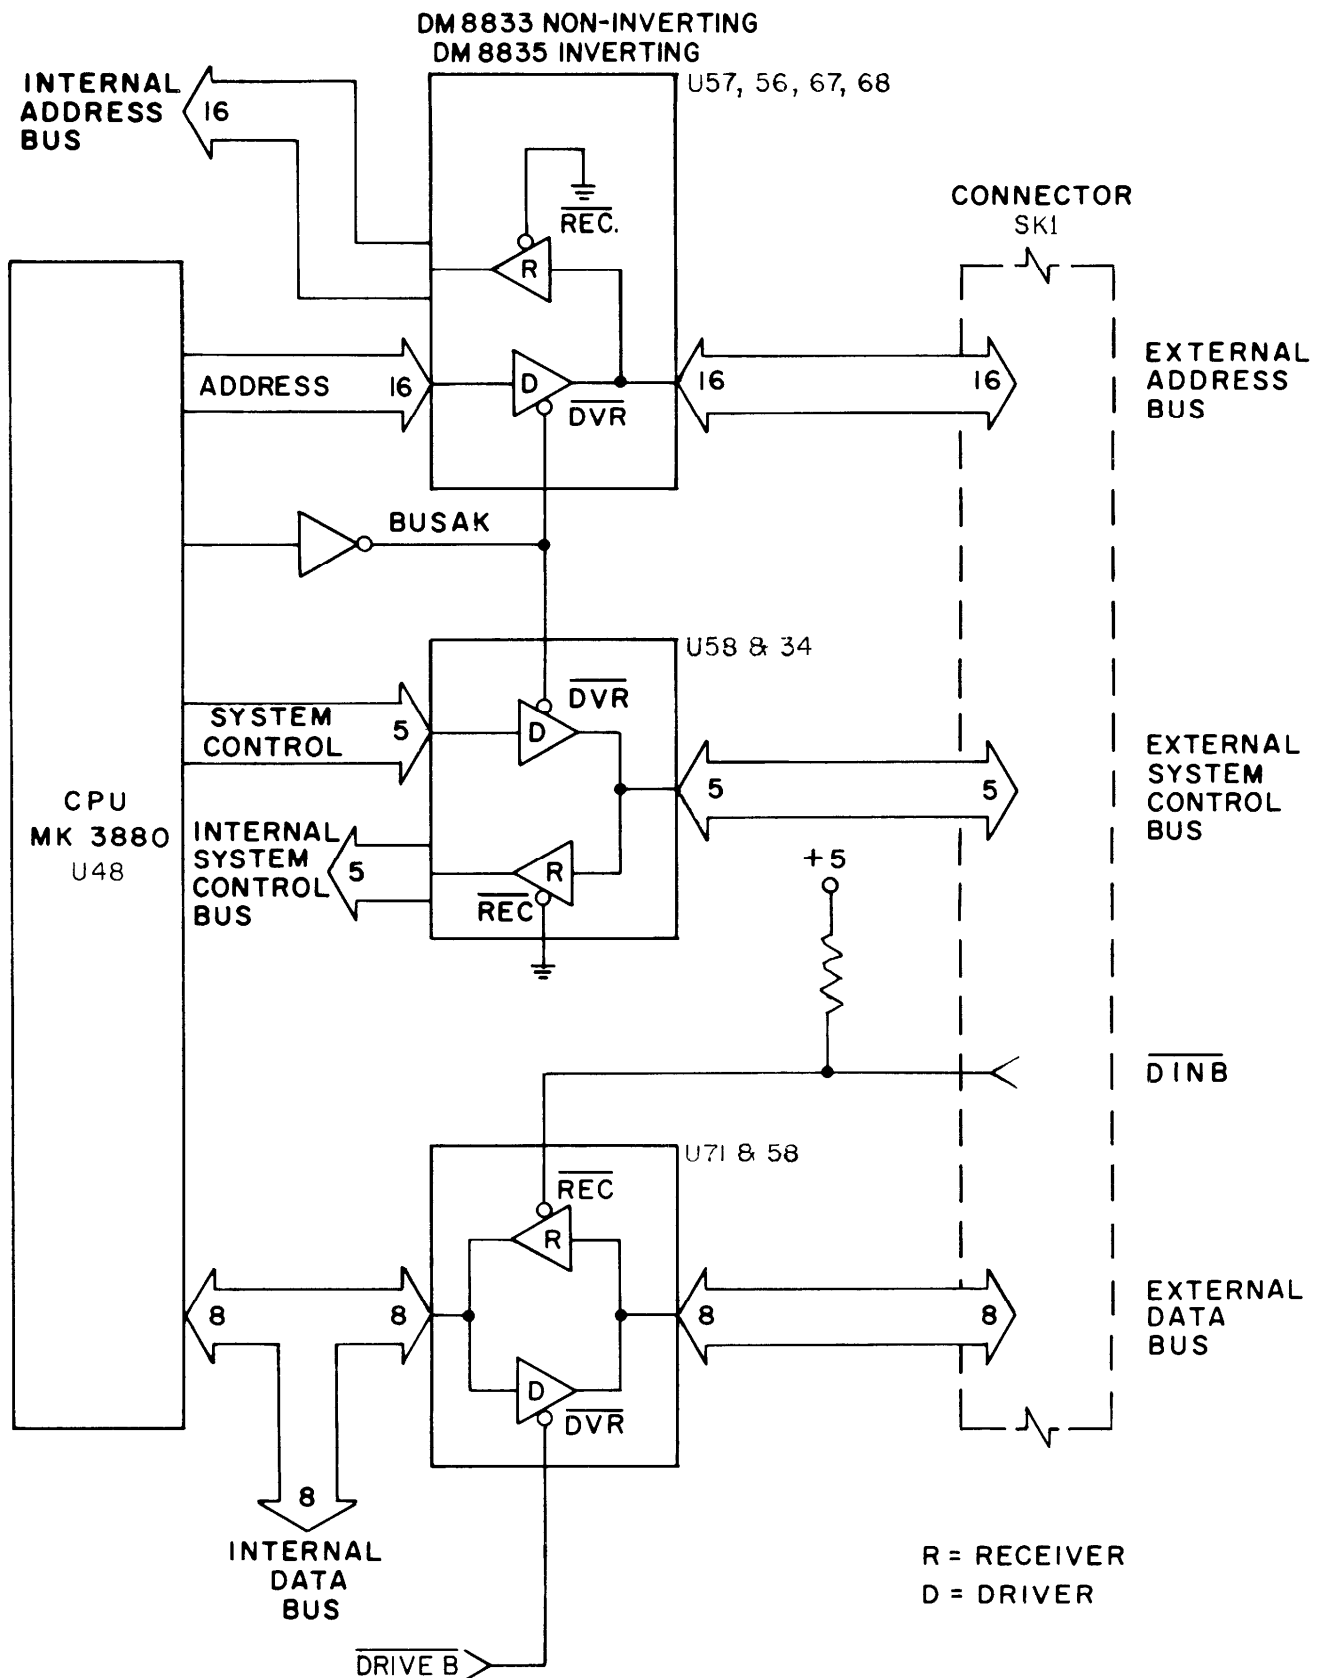 DM 8833 NON-INVERTING
DM 8835 INVERTING
U57, 56, 67, 68
INTERNAL
ADDRESS
BUS
16
REC.
R
CONNECTOR
SK1
ADDRESS
16
D
DVR
16
16
EXTERNAL
ADDRESS
BUS
BUSAK
U58 & 34
SYSTEM
CONTROL
5
D
DVR
5
5
EXTERNAL
SYSTEM
CONTROL
BUS
CPU
MK 3880
U48
INTERNAL
SYSTEM
CONTROL
BUS
5
R
REC
+5
DINB
U71 & 58
REC
R
8
8
8
8
EXTERNAL
DATA
BUS
D
DVR
8
INTERNAL
DATA
BUS
R = RECEIVER
D = DRIVER
DRIVE B